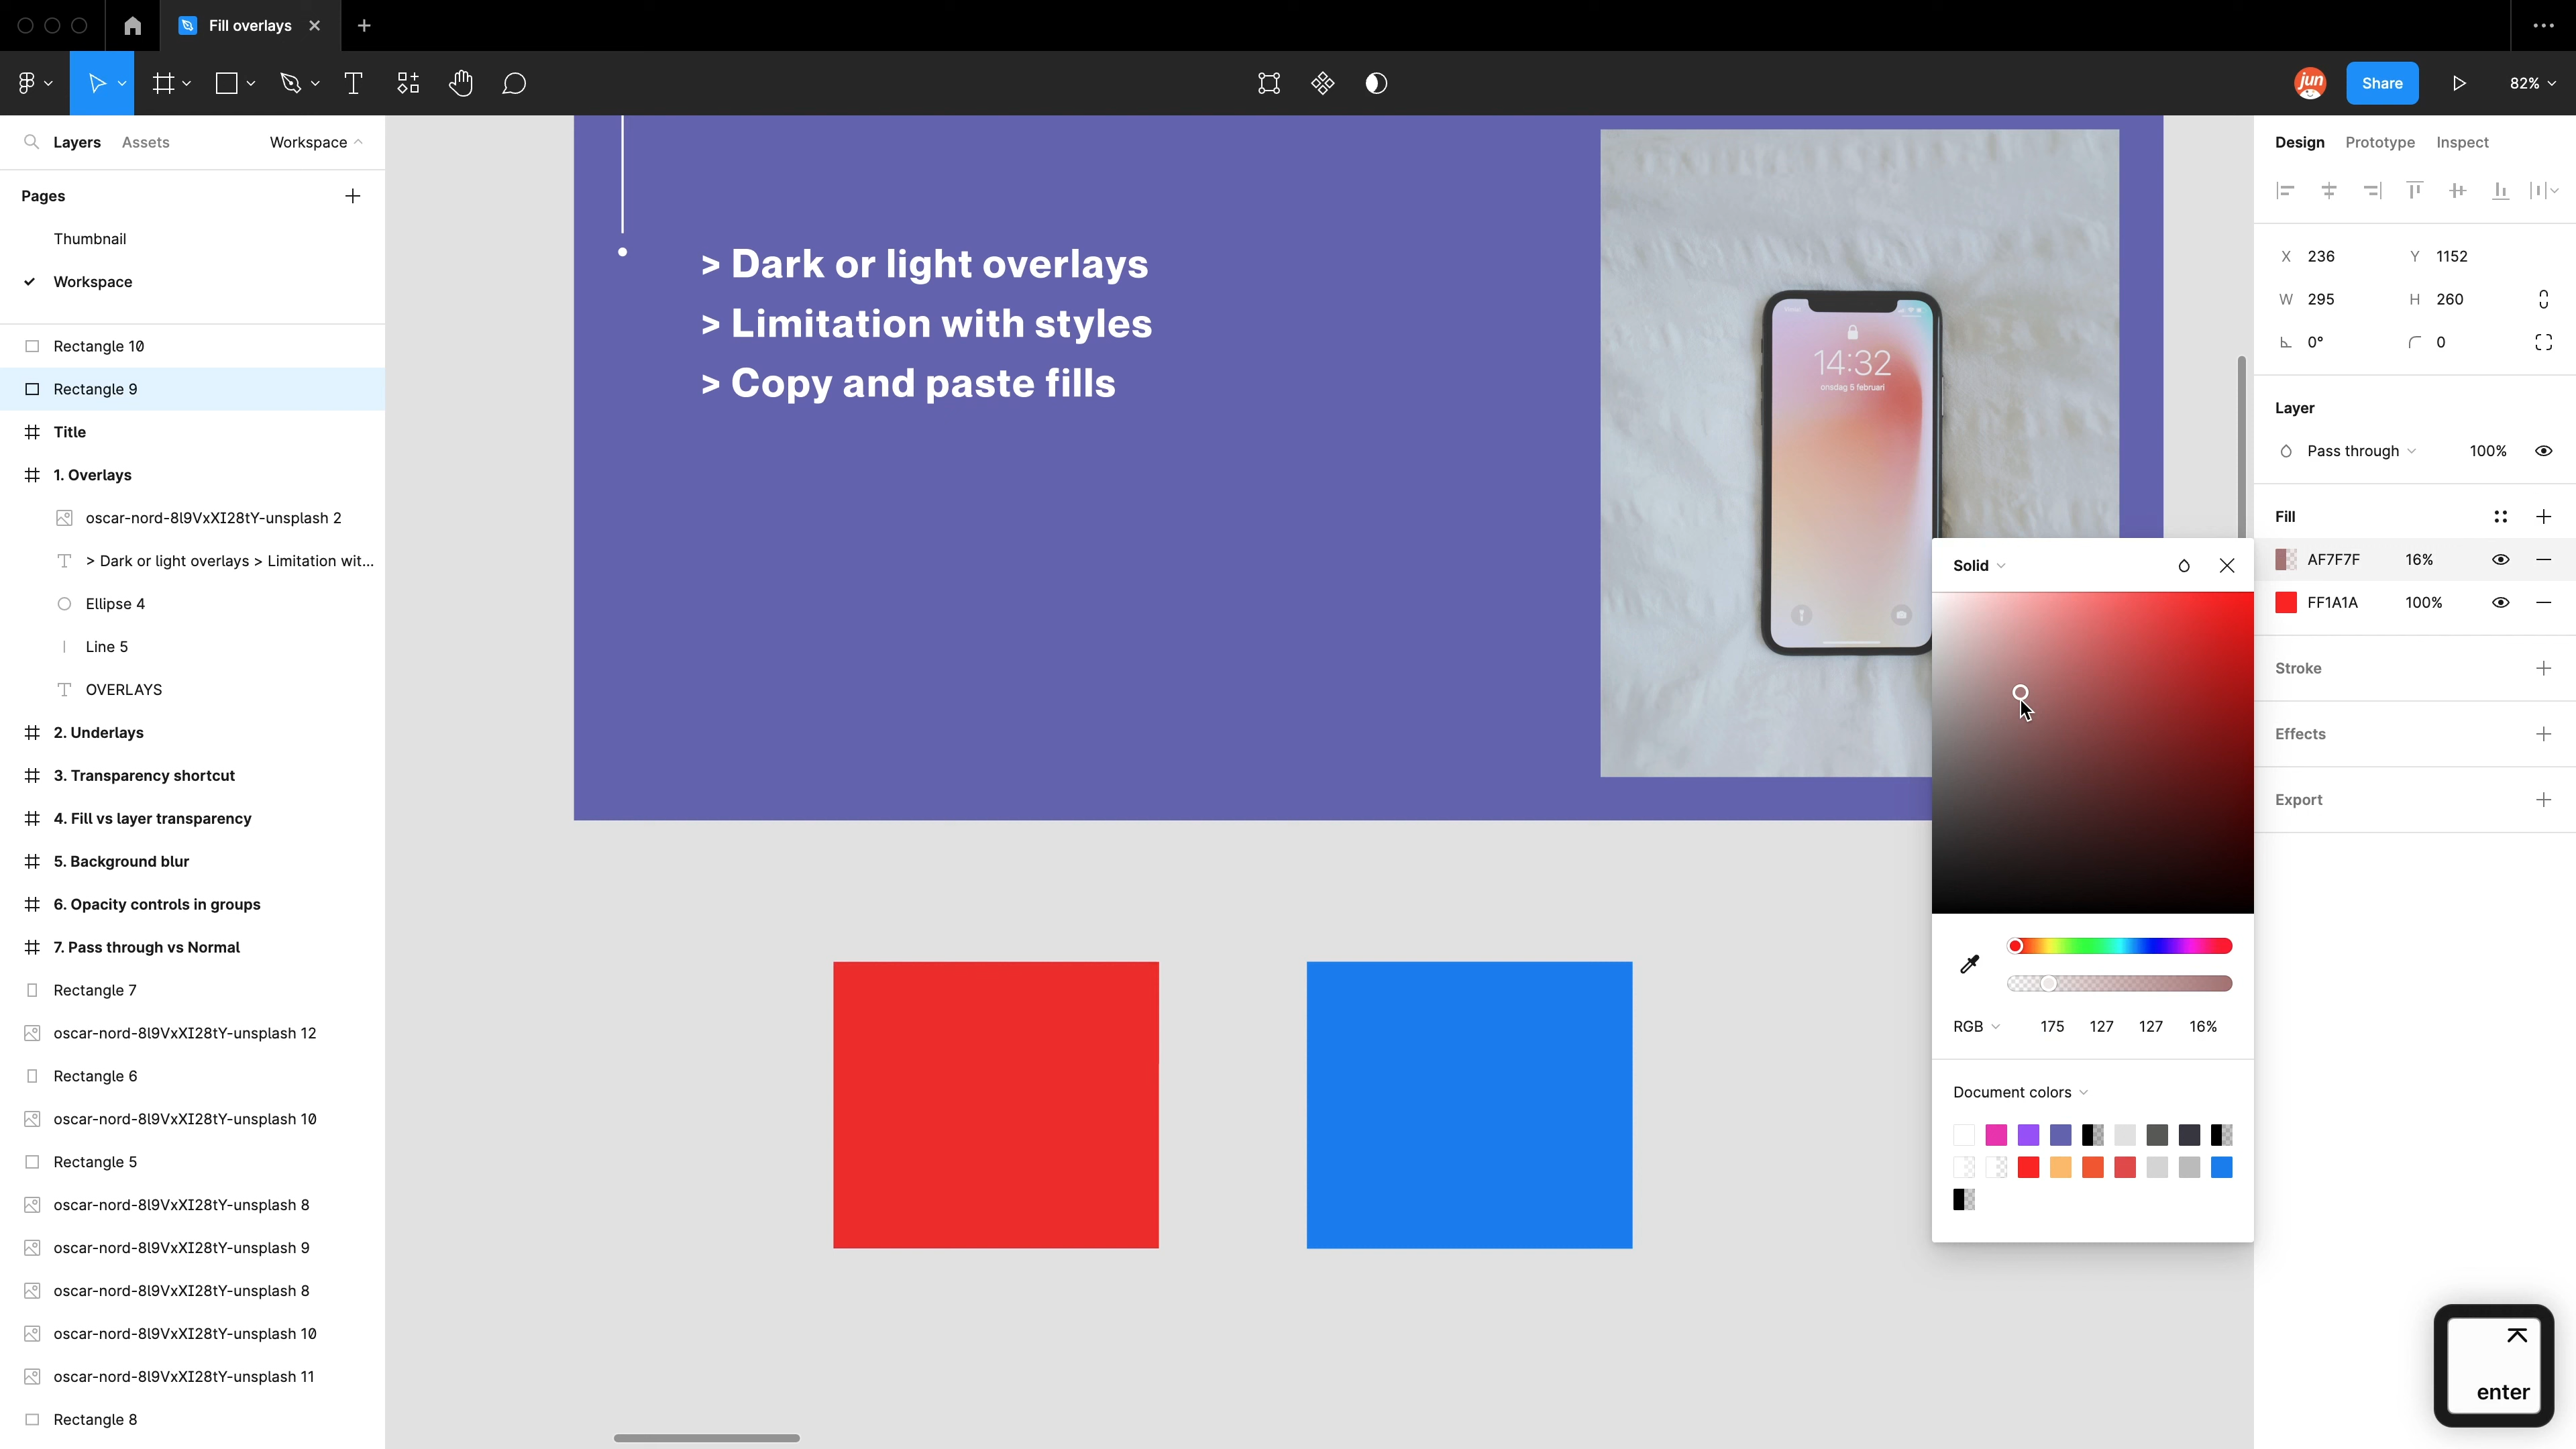 Fill overlays
jun
Share
82%
Layers
Assets
Workspace
Pages
Thumbnail
Workspace
Rectangle 10
Rectangle 9
Title
1. Overlays
oscar-nord-8l9VxXI28tY-unsplash 2
> Dark or light overlays > Limitation wit...
Ellipse 4
Line 5
OVERLAYS
2. Underlays
3. Transparency shortcut
4. Fill vs layer transparency
5. Background blur
6. Opacity controls in groups
7. Pass through vs Normal
Rectangle 7
oscar-nord-8l9VxXI28tY-unsplash 12
Rectangle 6
oscar-nord-8l9VxXI28tY-unsplash 10
Rectangle 5
oscar-nord-8l9VxXI28tY-unsplash 8
oscar-nord-8l9VxXI28tY-unsplash 9
oscar-nord-8l9VxXI28tY-unsplash 8
oscar-nord-8l9VxXI28tY-unsplash 10
oscar-nord-8l9VxXI28tY-unsplash 11
Rectangle 8
> Dark or light overlays
> Limitation with styles
> Copy and paste fills
14:32
onsdag 5 februari
Solid
RGB 175 127 127 16%
Document colors
Design Prototype Inspect
X 236 Y 1152
W 295 H 260
0° 0
Layer
Pass through 100%
Fill
AF7F7F 16%
FF1A1A 100%
Stroke
Effects
Export
enter